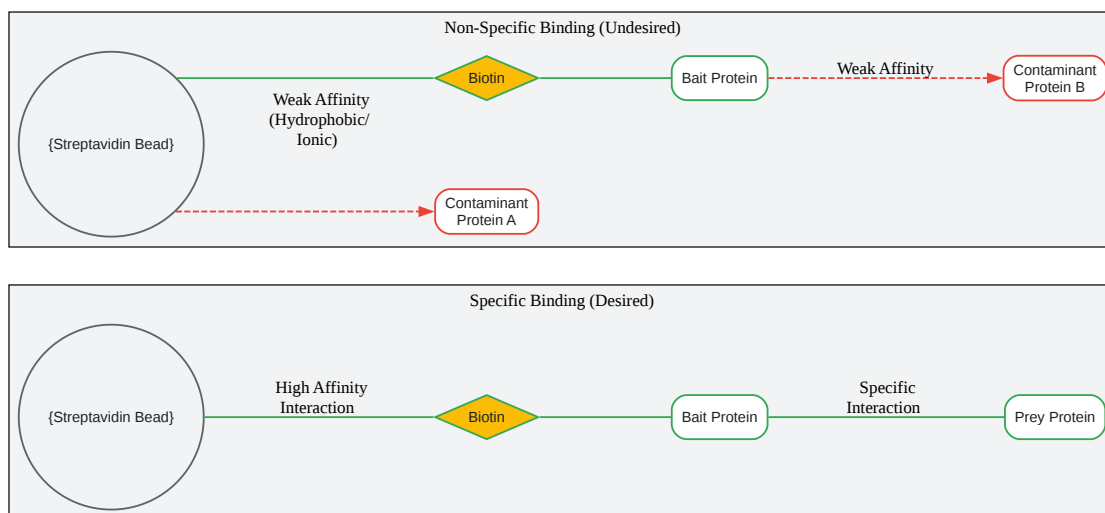 Non-Specific Binding (Undesired)
{Streptavidin Bead}
Biotin
Bait Protein
Weak Affinity
Contaminant
Protein B
Weak Affinity
(Hydrophobic/
Ionic)
Contaminant
Protein A
Specific Binding (Desired)
{Streptavidin Bead}
High Affinity
Interaction
Biotin
Bait Protein
Specific
Interaction
Prey Protein